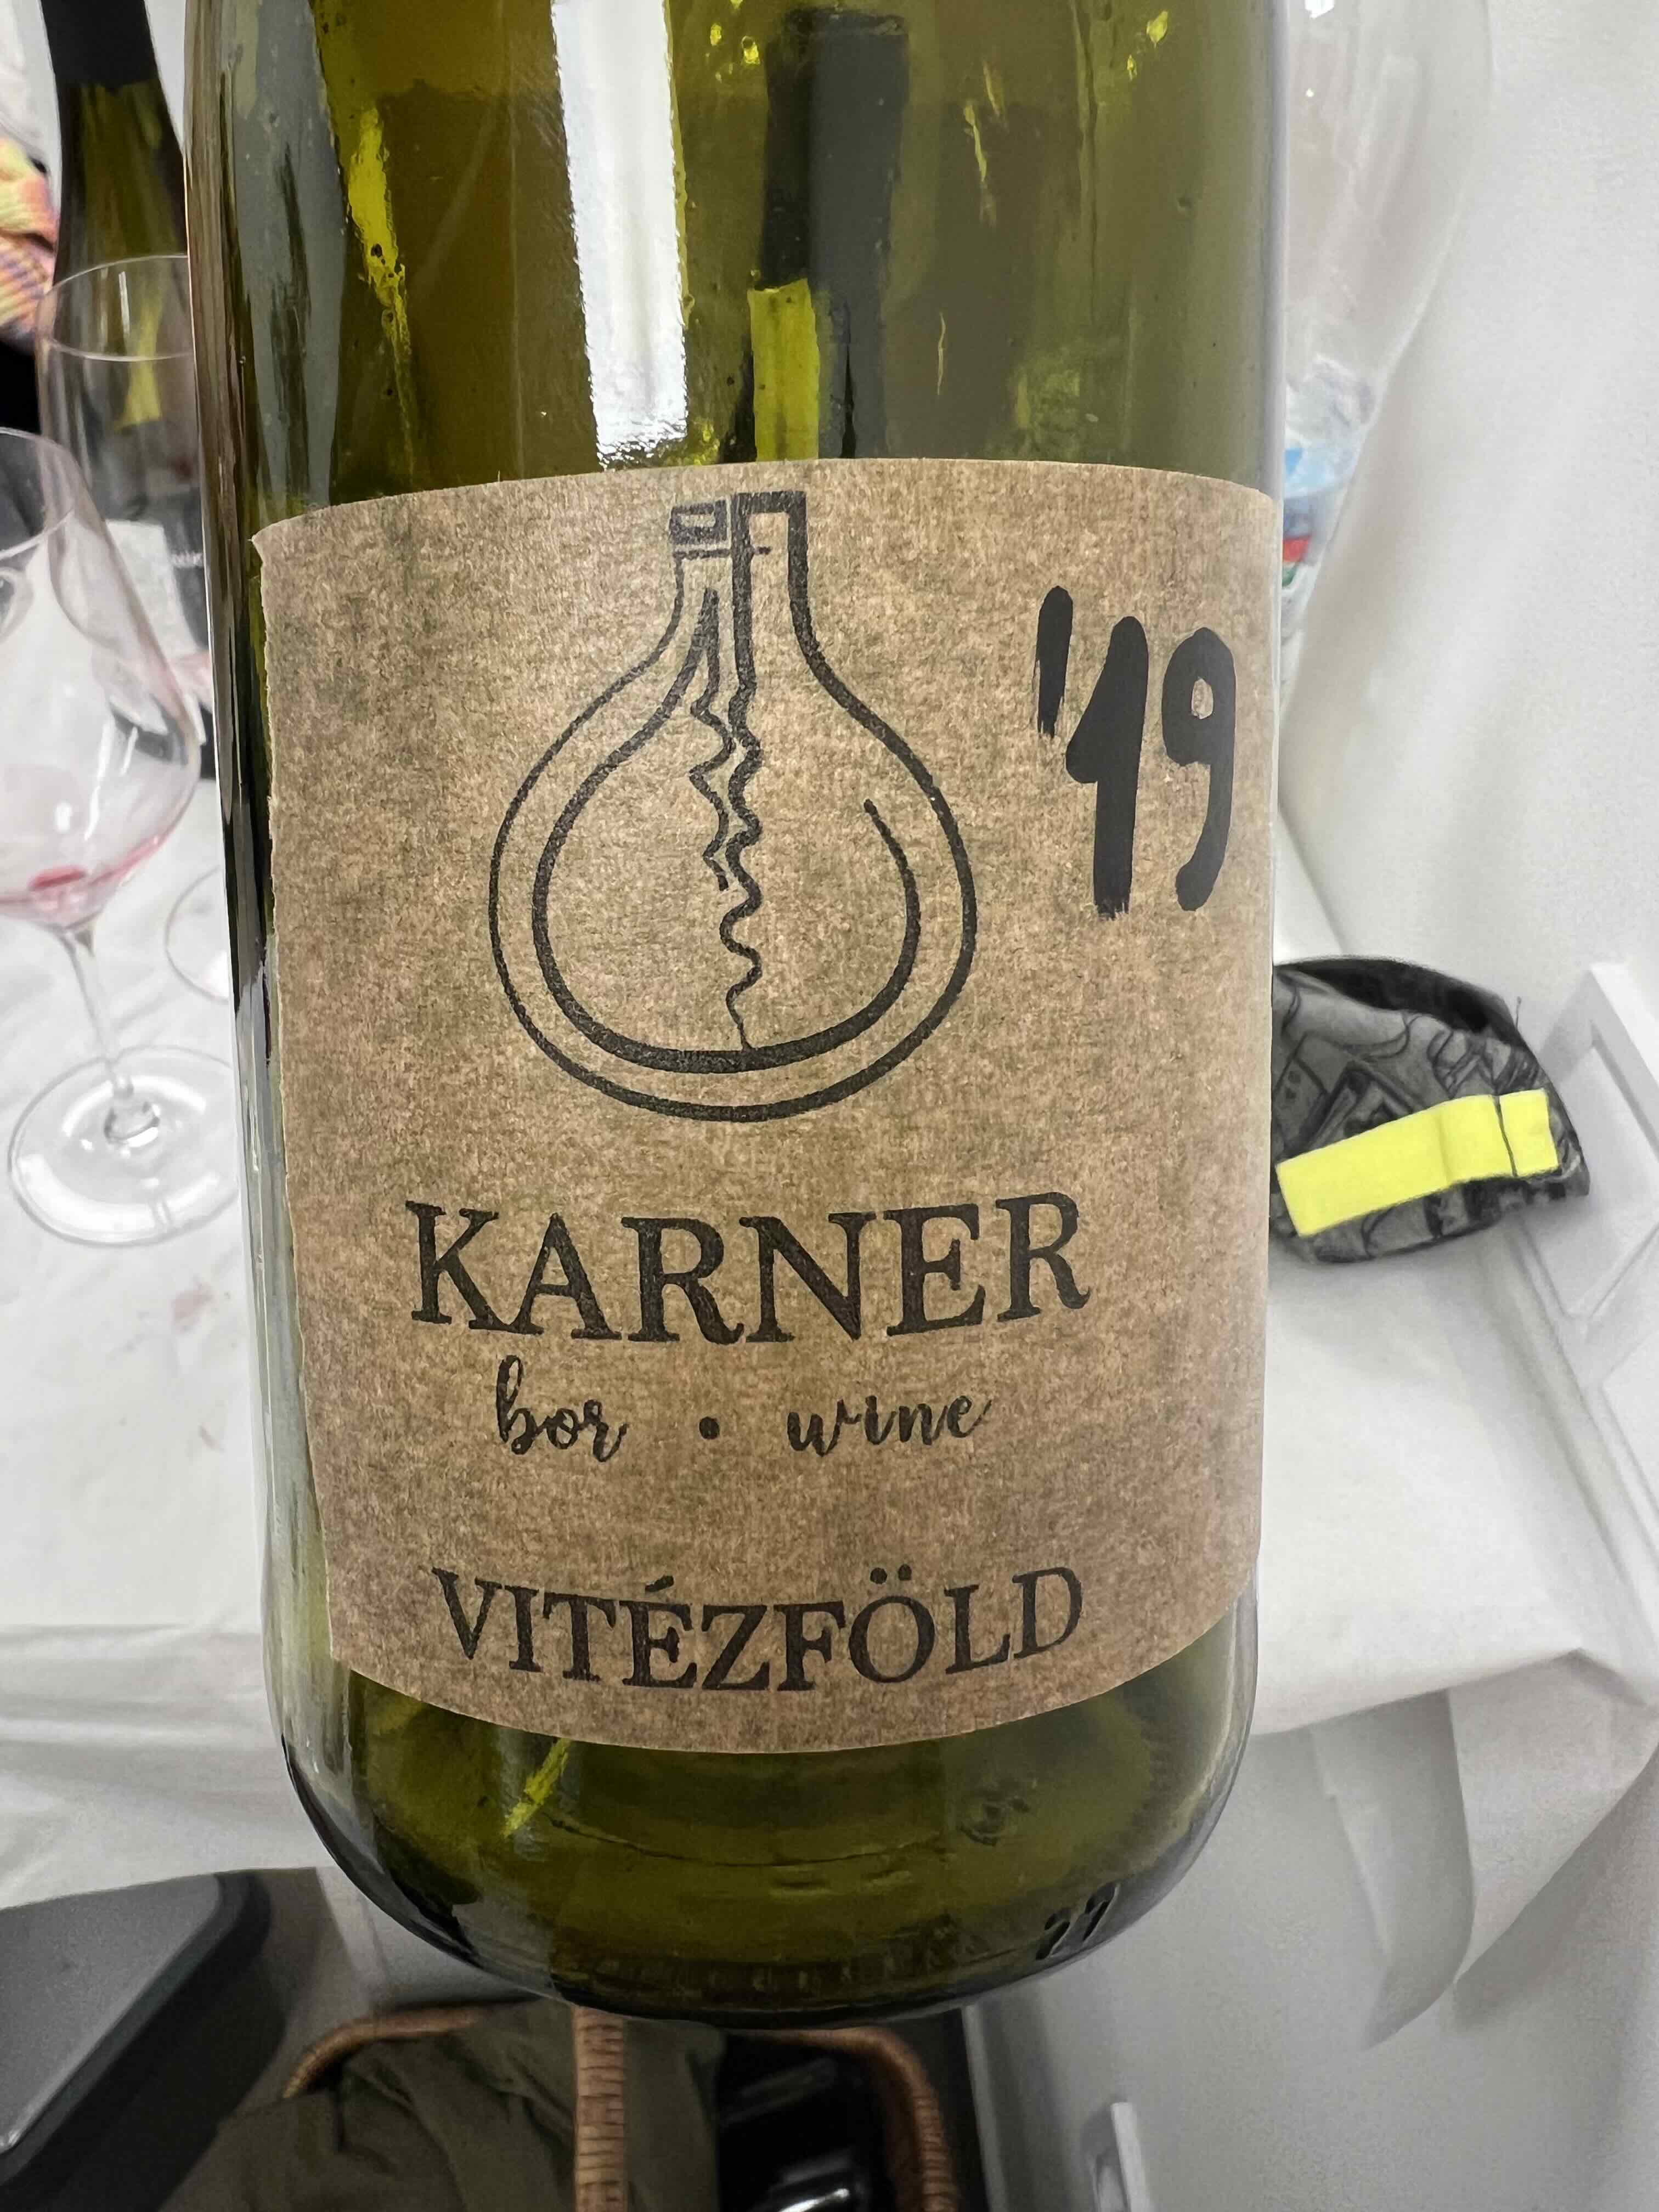 '19
KARNER
bor • wine
VITÉZFÖLD